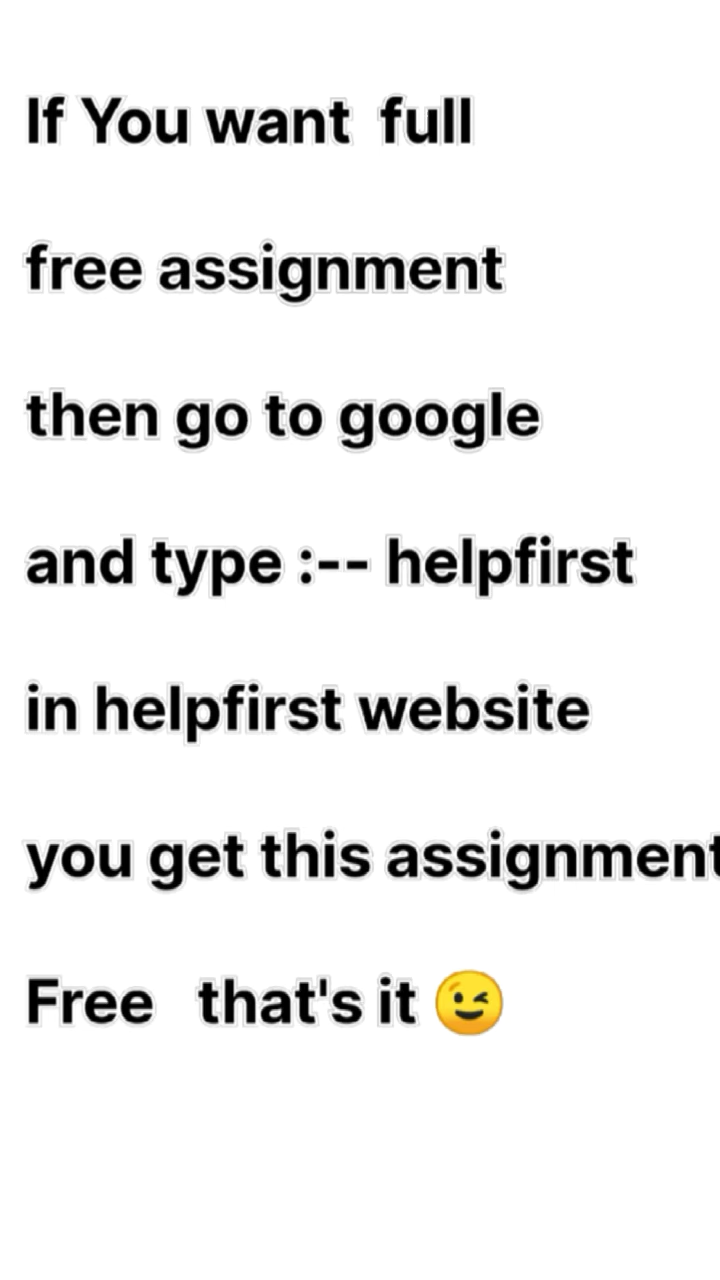 If You want  full
free assignment
then go to google
and type :-- helpfirst
in helpfirst website
you get this assignment
Free   that's it 😉